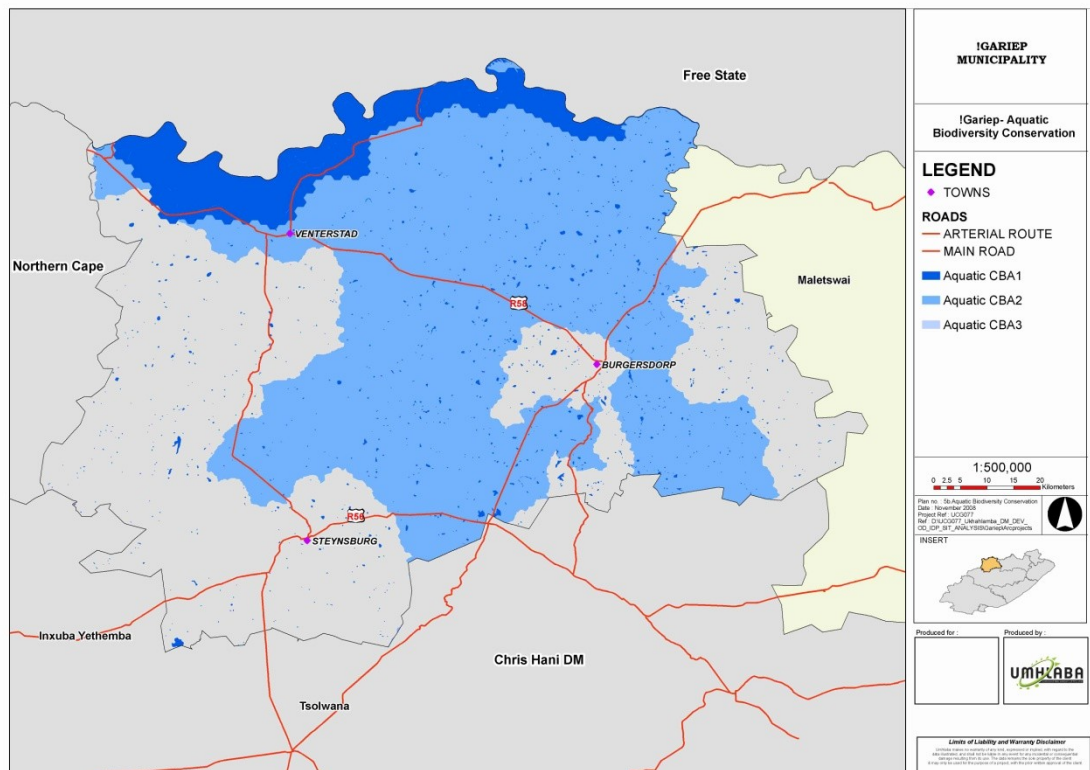 Free State
Northern Cape
VENTERSTAD
R58
Maletswai
BURGERSDORP
R56
STEYNSBURG
Inxuba Yethemba
Chris Hani DM
Tsolwana
!GARIEP
MUNICIPALITY
!Gariep- Aquatic
Biodiversity Conservation
LEGEND
TOWNS
ROADS
ARTERIAL ROUTE
MAIN ROAD
Aquatic CBA1
Aquatic CBA2
Aquatic CBA3
1:500,000
0 2.5 5 10 15 20
Kilometers
Plan no. : 5b.Aquatic Biodiversity Conservation
Date : November 2008
Project Ref : UCG077
INSERT
Produced for :
Produced by :
UMHLABA
Limits of Liability and Warranty Disclaimer